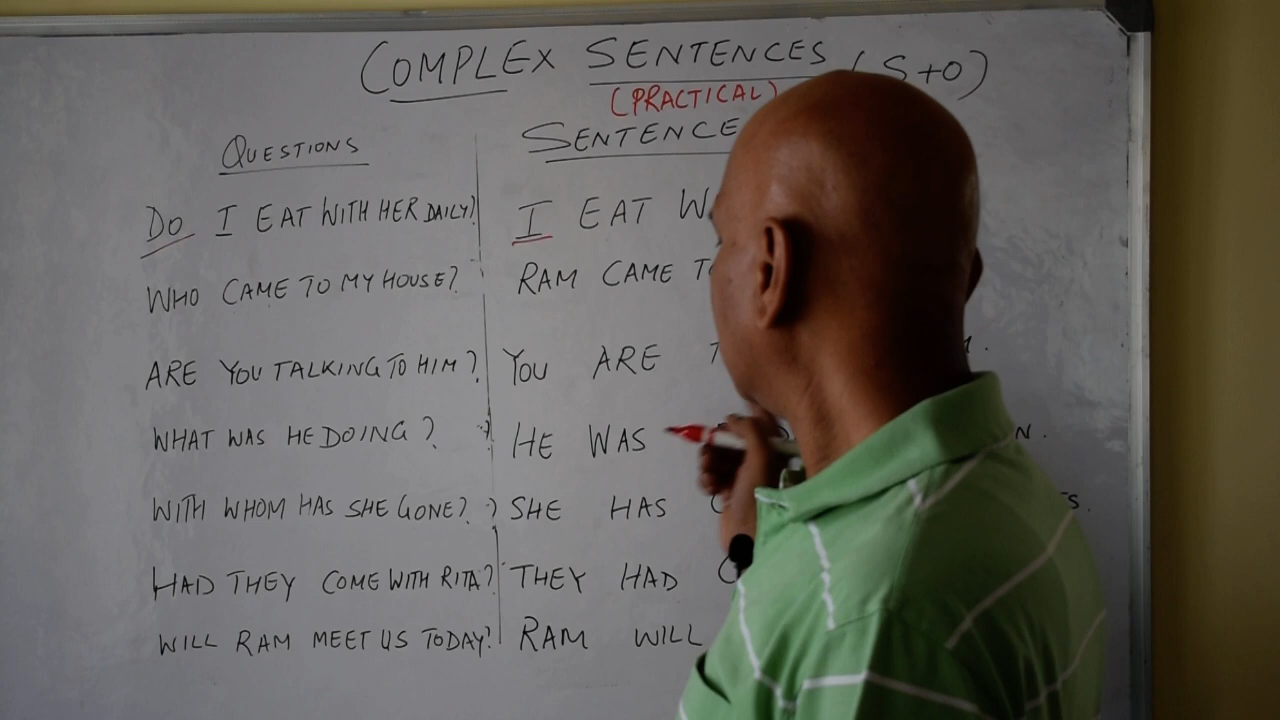 COMPLEX SENTENCES (S+O)
(PRACTICAL)
QUESTIONS SENTENCE
DO I EAT WITH HER DAILY? I EAT
WHO CAME TO MY HOUSE? RAM CAME
ARE YOU TALKING TO HIM? YOU ARE
WHAT WAS HE DOING? HE WAS
WITH WHOM HAS SHE GONE? SHE HAS
HAD THEY COME WITH RITA? THEY HAD
WILL RAM MEET US TODAY? RAM WILL